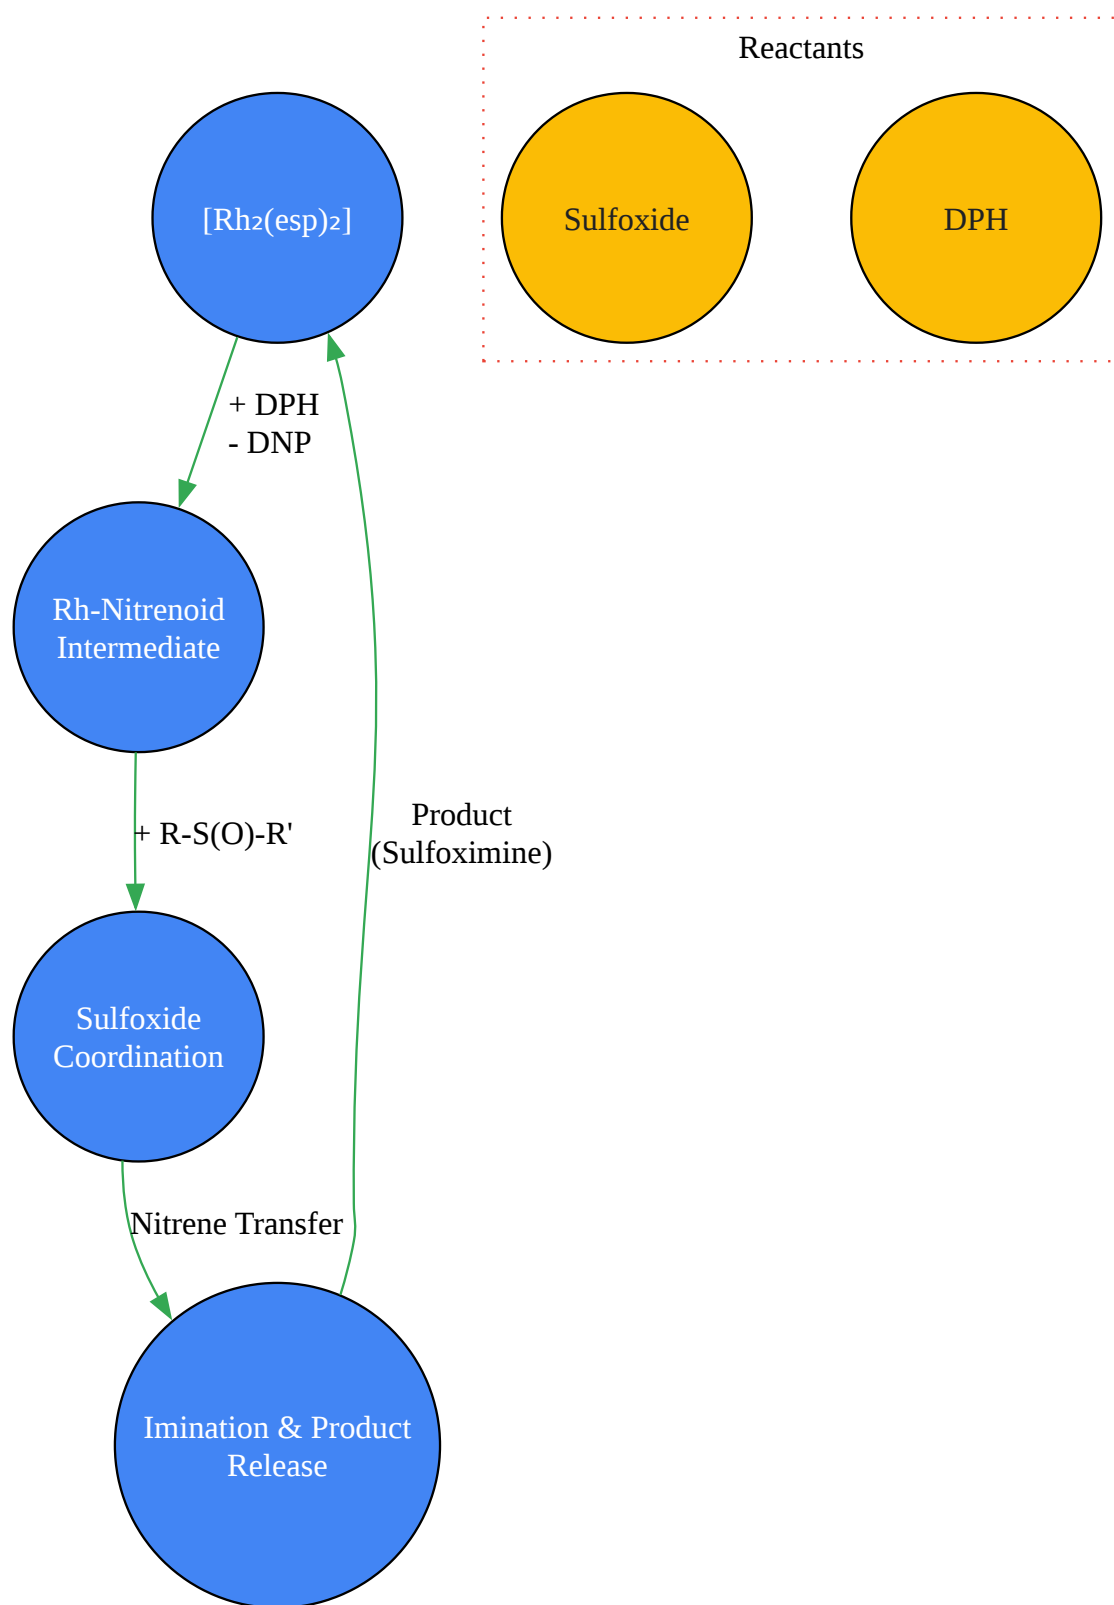 Reactants
[Rh₂(esp)₂]
Sulfoxide
DPH
+ DPH
- DNP
Rh-Nitrenoid
Intermediate
+ R-S(O)-R'
Product
(Sulfoximine)
Sulfoxide
Coordination
Nitrene Transfer
Imination & Product
Release